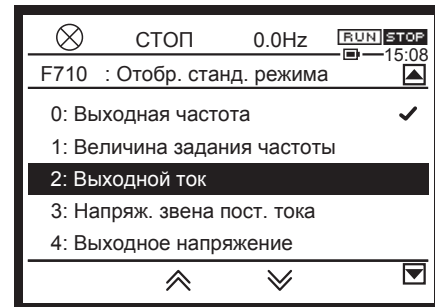 СТОП 0.0Hz RUN STOP
15:08
F710 : Отобр. станд. режима
0: Выходная частота
1: Величина задания частоты
2: Выходной ток
3: Напряж. звена пост. тока
4: Выходное напряжение